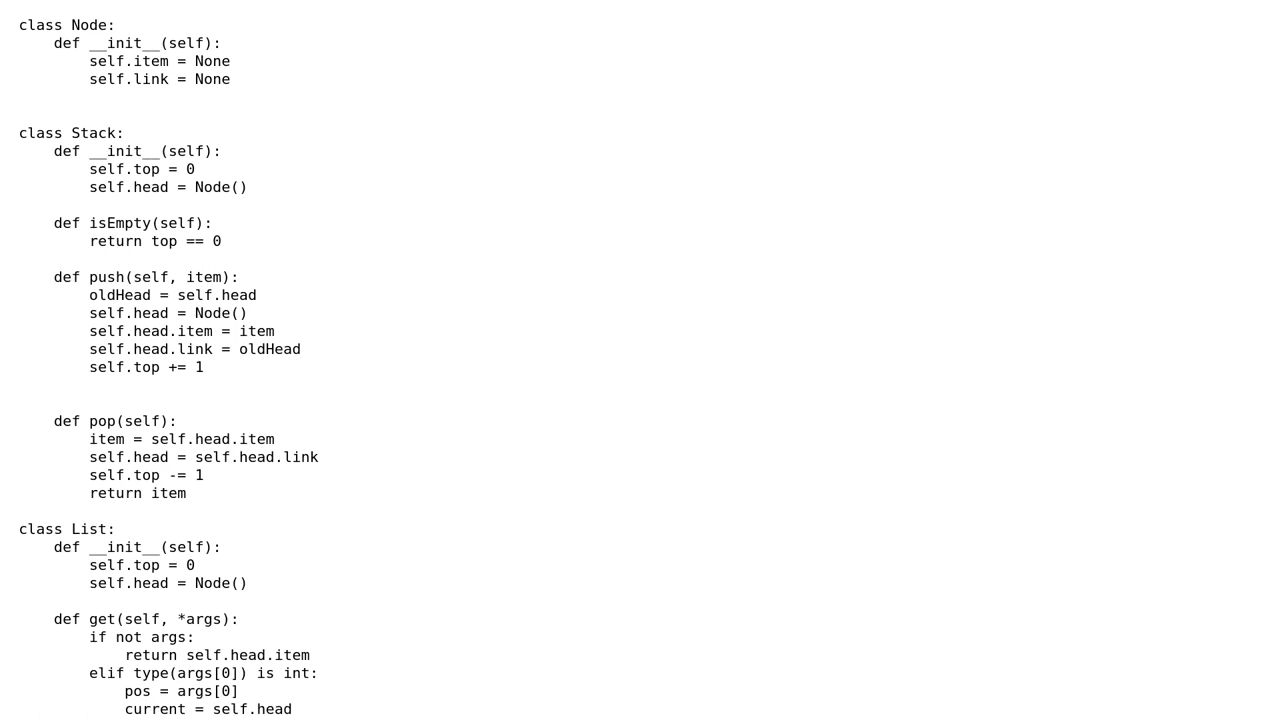 class Node:
    def __init__(self):
        self.item = None
        self.link = None


class Stack:
    def __init__(self):
        self.top = 0
        self.head = Node()

    def isEmpty(self):
        return top == 0

    def push(self, item):
        oldHead = self.head
        self.head = Node()
        self.head.item = item
        self.head.link = oldHead
        self.top += 1


    def pop(self):
        item = self.head.item
        self.head = self.head.link
        self.top -= 1
        return item

class List:
    def __init__(self):
        self.top = 0
        self.head = Node()

    def get(self, *args):
        if not args:
            return self.head.item
        elif type(args[0]) is int:
            pos = args[0]
            current = self.head